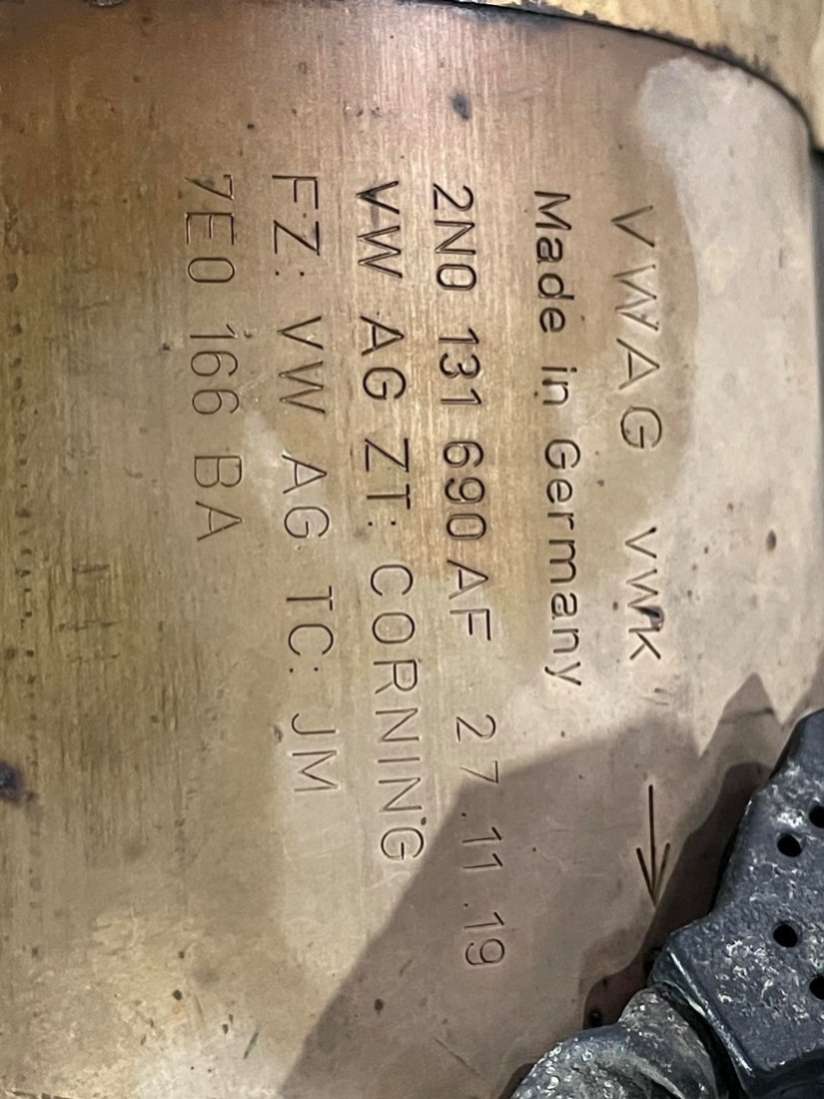 VWAG VWK →
Made in Germany
2N0 131 690 AF 27.11.19
VW AG ZT: CORNING
FZ: VW AG TC: JM
7E0 166 BA